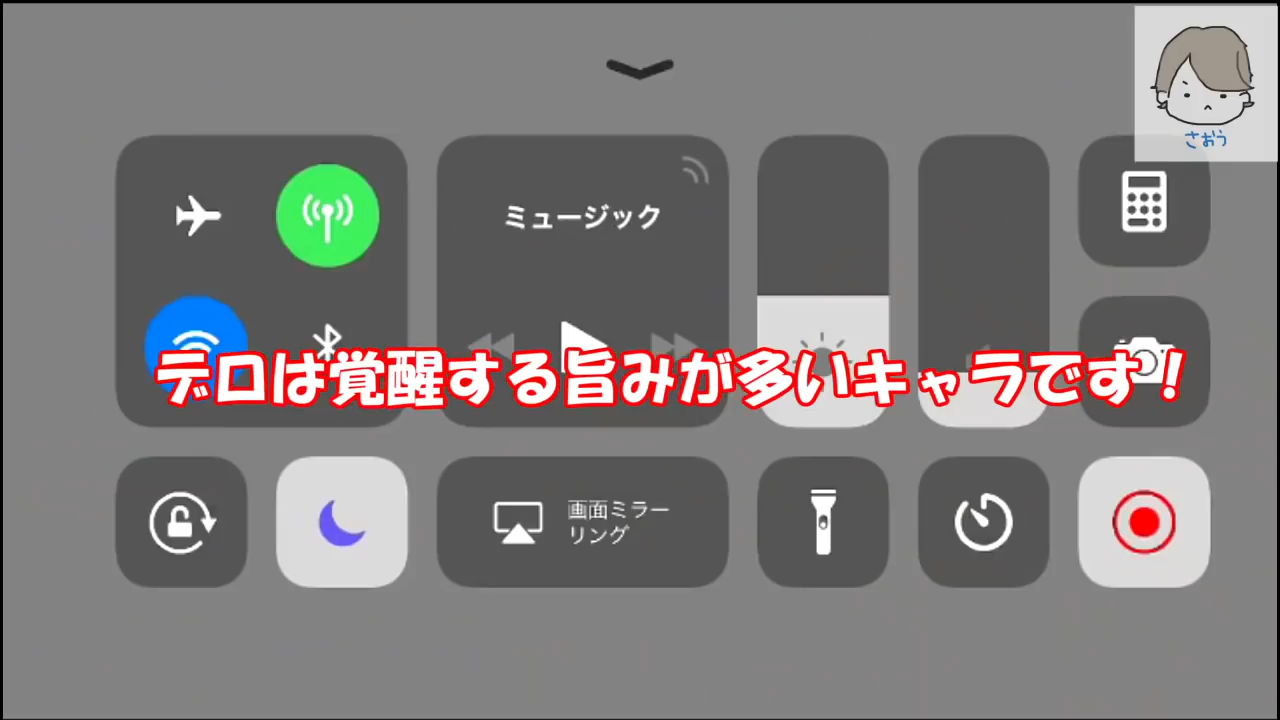 さおう
ミュージック
デロは覚醒する旨みが多いキャラです!
画面ミラー
リング